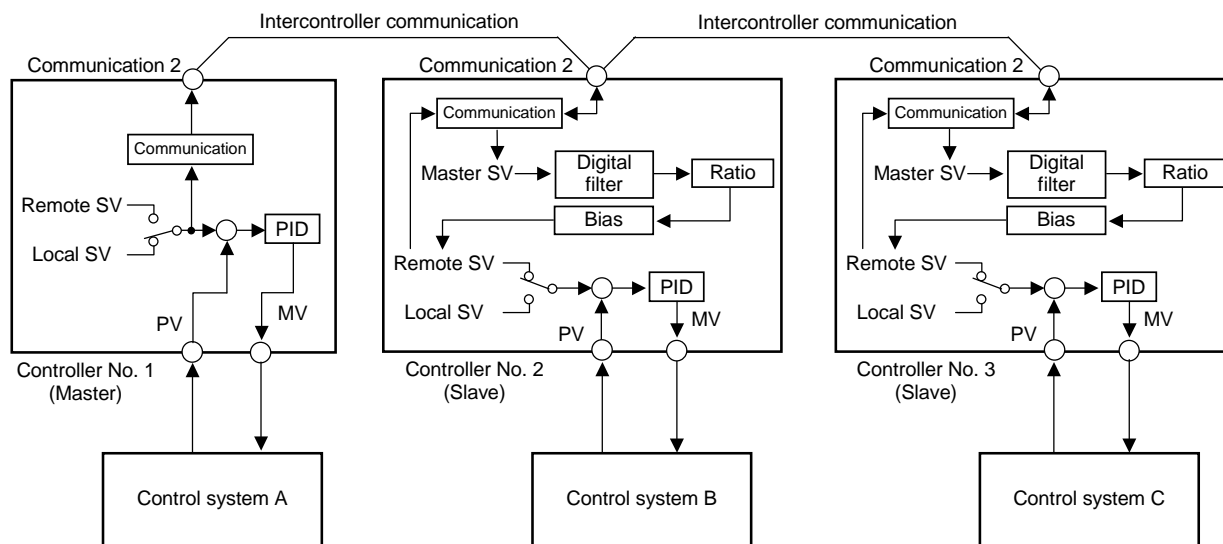 Intercontroller communication
Intercontroller communication
Communication 2
Communication
Remote SV
Local SV
PID
PV
MV
Controller No. 1
(Master)
Control system A
Communication 2
Communication
Master SV
Digital
filter
Ratio
Bias
Remote SV
Local SV
PID
PV
MV
Controller No. 2
(Slave)
Control system B
Communication 2
Communication
Master SV
Digital
filter
Ratio
Bias
Remote SV
Local SV
PID
PV
MV
Controller No. 3
(Slave)
Control system C